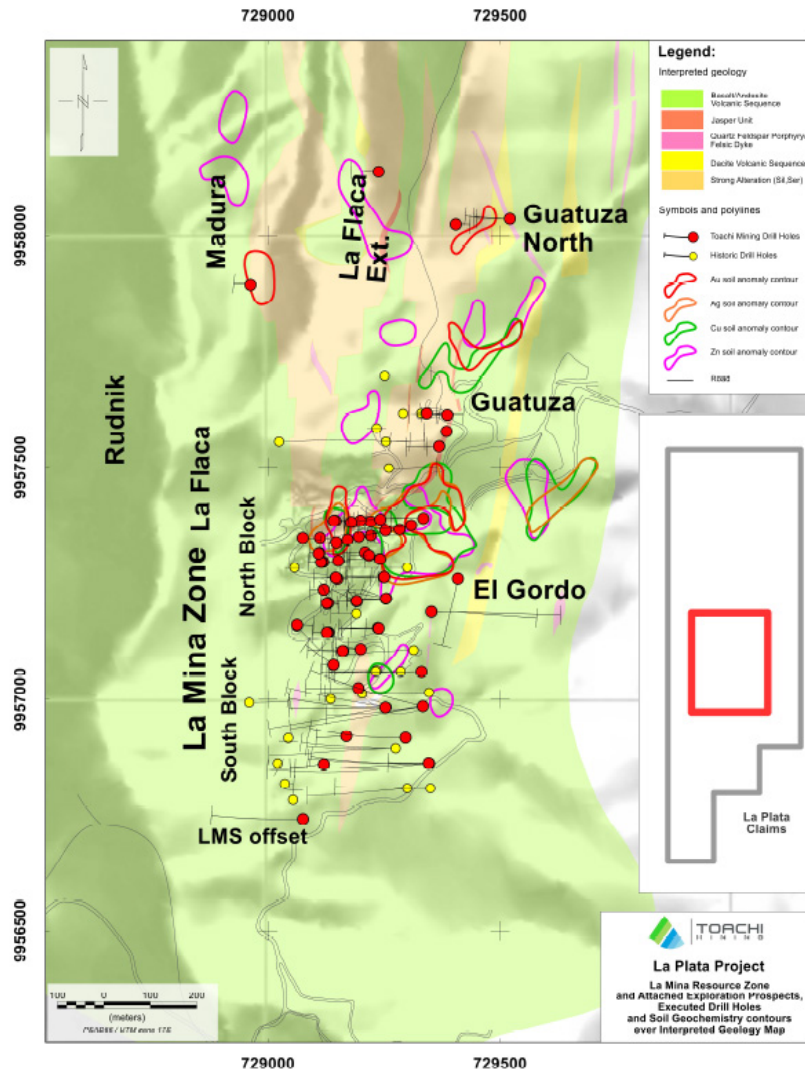 729000
729500
Legend:
Interpreted geology
Basalt/Andesite
Volcanic Sequence
Jasper Unit
Quartz Feldspar Porphyry
Felsic Dyke
Dacite Volcanic Sequence
Strong Alteration (Sil,Ser)
Symbols and polylines
Toachi Mining Drill Holes
Historic Drill Holes
Au soil anomaly contour
Ag soil anomaly contour
Cu soil anomaly contour
Zn soil anomaly contour
Road
N
9958000
9957500
9957000
9956500
Madura
La Flaca
Ext.
Guatuza
North
Guatuza
Rudnik
La Mina Zone
La Flaca
North Block
South Block
El Gordo
LMS offset
La Plata
Claims
TOACHI
MINING
La Plata Project
La Mina Resource Zone
and Attached Exploration Prospects,
Executed Drill Holes
and Soil Geochemistry contours
over Interpreted Geology Map
100 0 100 200
(meters)
729000
729500